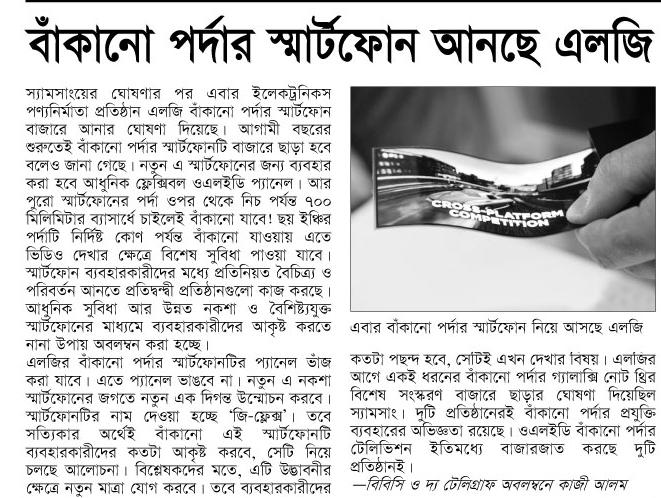 বাঁকানো পর্দার স্মার্টফোন আনছে এলজি
স্যামসাংয়ের ঘোষণার পর এবার ইলেকট্রনিকস
পণ্যনির্মাতা প্রতিষ্ঠান এলজি বাঁকানো পর্দার স্মার্টফোন
বাজারে আনার ঘোষণা দিয়েছে। আগামী বছরের
শুরুতেই বাঁকানো পর্দার স্মার্টফোনটি বাজারে ছাড়া হবে
বলেও জানা গেছে। নতুন এ স্মার্টফোনের জন্য ব্যবহার
করা হবে আধুনিক ফ্লেক্সিবল ওএলইডি প্যানেল। আর
পুরো স্মার্টফোনের পর্দা ওপর থেকে নিচ পর্যন্ত ৭০০
মিলিমিটার ব্যাসার্ধে চাইলেই বাঁকানো যাবে! ছয় ইঞ্চির
পর্দাটি নির্দিষ্ট কোণ পর্যন্ত বাঁকানো যাওয়ায় এতে
ভিডিও দেখার ক্ষেত্রে বিশেষ সুবিধা পাওয়া যাবে।
স্মার্টফোন ব্যবহারকারীদের মধ্যে প্রতিনিয়ত বৈচিত্র্য ও
পরিবর্তন আনতে প্রতিদ্বন্দ্বী প্রতিষ্ঠানগুলো কাজ করছে।
আধুনিক সুবিধা আর উন্নত নকশা ও বৈশিষ্ট্যযুক্ত
স্মার্টফোনের মাধ্যমে ব্যবহারকারীদের আকৃষ্ট করতে
নানা উপায় অবলম্বন করা হচ্ছে।
এলজির বাঁকানো পর্দার স্মার্টফোনটির প্যানেল ভাঁজ
করা যাবে। এতে প্যানেল ভাঙবে না। নতুন এ নকশা
স্মার্টফোনের জগতে নতুন এক দিগন্ত উন্মোচন করবে।
স্মার্টফোনটির নাম দেওয়া হচ্ছে ‘জি-ফ্লেক্স’। তবে
সত্যিকার অর্থেই বাঁকানো এই স্মার্টফোনটি
ব্যবহারকারীদের কতটা আকৃষ্ট করবে, সেটি নিয়ে
চলছে আলোচনা। বিশ্লেষকদের মতে, এটি উদ্ভাবনীর
ক্ষেত্রে নতুন মাত্রা যোগ করবে। তবে ব্যবহারকারীদের
CROSS-PLATFORM
COMPETITION
এবার বাঁকানো পর্দার স্মার্টফোন নিয়ে আসছে এলজি
কতটা পছন্দ হবে, সেটিই এখন দেখার বিষয়। এলজির
আগে একই ধরনের বাঁকানো পর্দার গ্যালাক্সি নোট থ্রির
বিশেষ সংস্করণ বাজারে ছাড়ার ঘোষণা দিয়েছিল
স্যামসাং। দুটি প্রতিষ্ঠানেরই বাঁকানো পর্দার প্রযুক্তি
ব্যবহারের অভিজ্ঞতা রয়েছে। ওএলইডি বাঁকানো পর্দার
টেলিভিশন ইতিমধ্যে বাজারজাত করছে দুটি
প্রতিষ্ঠানই।
—বিবিসি ও দ্য টেলিগ্রাফ অবলম্বনে কাজী আলম